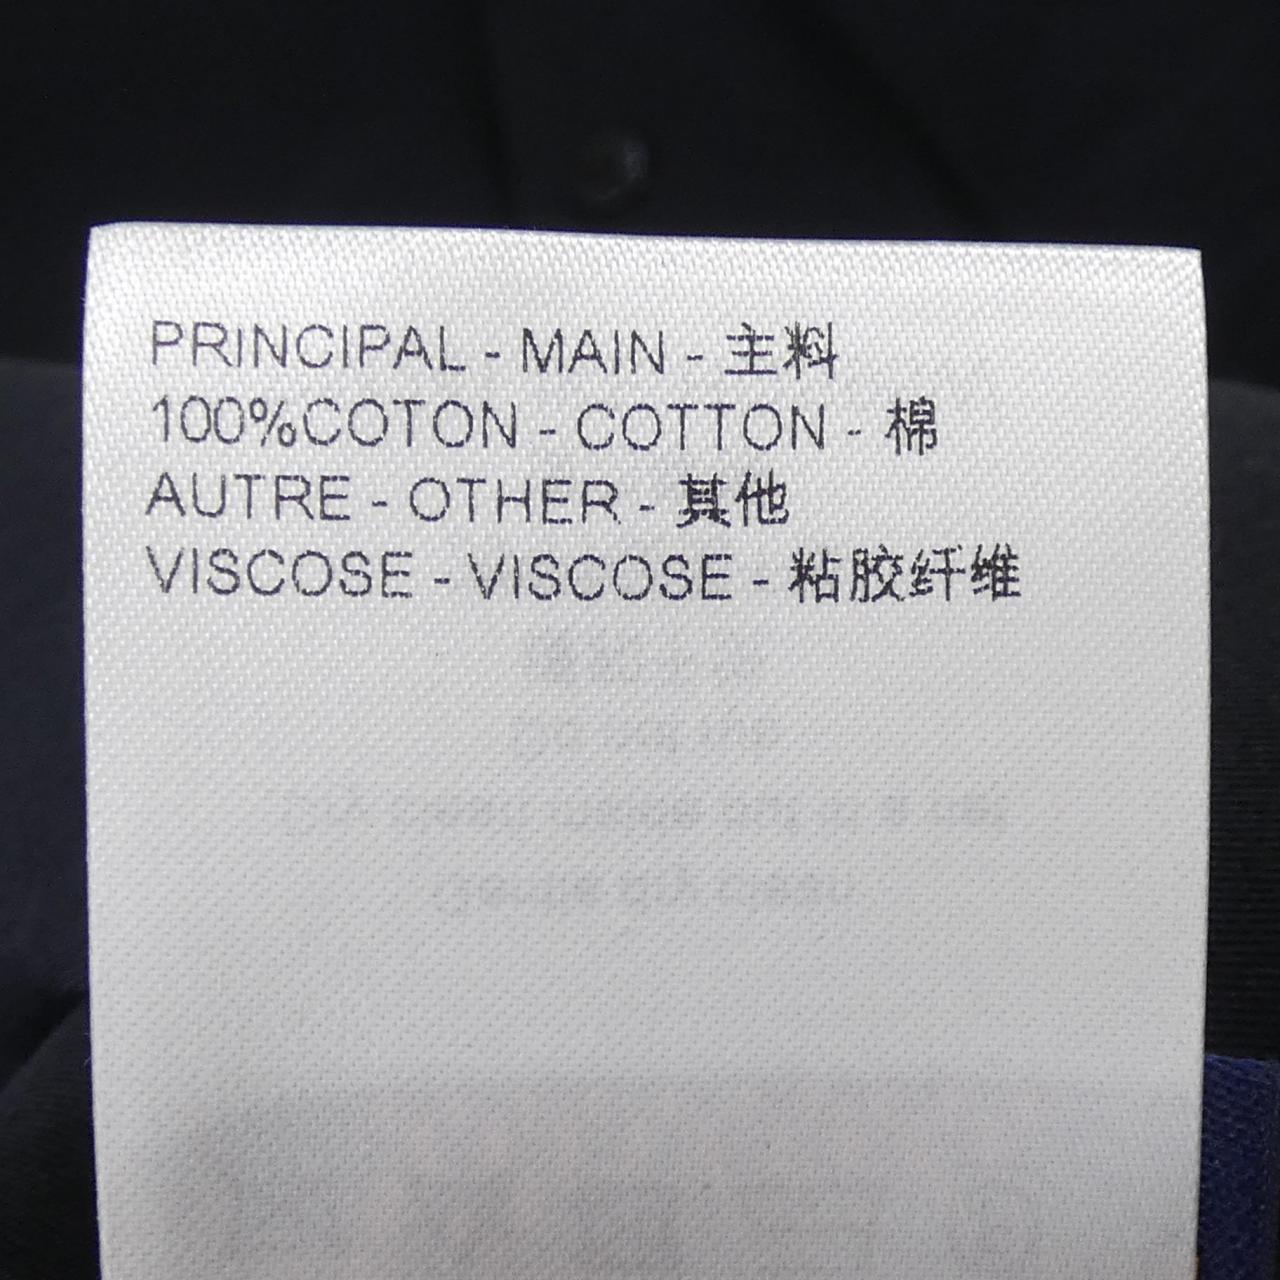 PRINCIPAL - MAIN - 主料
100%COTON - COTTON - 棉
AUTRE - OTHER - 其他
VISCOSE - VISCOSE - 粘胶纤维